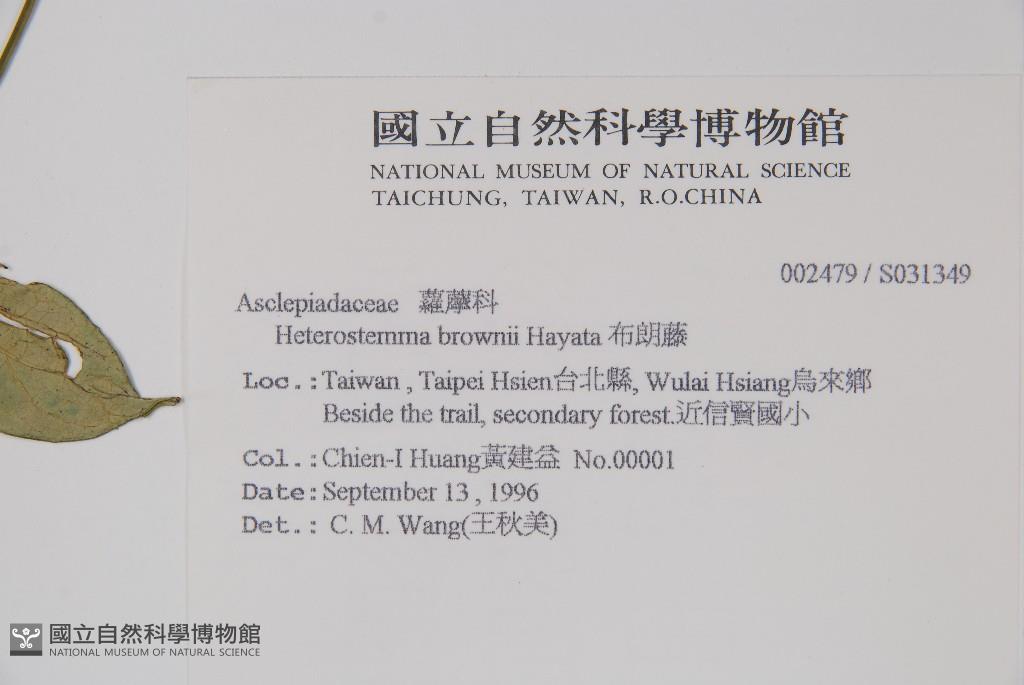 國立自然科學博物館
NATIONAL MUSEUM OF NATURAL SCIENCE
TAICHUNG, TAIWAN, R.O.CHINA
002479 / S031349
Asclepiadaceae 蘿藦科
Heterostemma brownii Hayata 布朗藤
Loc.:Taiwan , Taipei Hsien台北縣, Wulai Hsiang烏來鄉
Beside the trail, secondary forest.近信賢國小
Col.:Chien-I Huang黃建益 No.00001
Date:September 13 , 1996
Det.: C. M. Wang(王秋美)
國立自然科學博物館
NATIONAL MUSEUM OF NATURAL SCIENCE